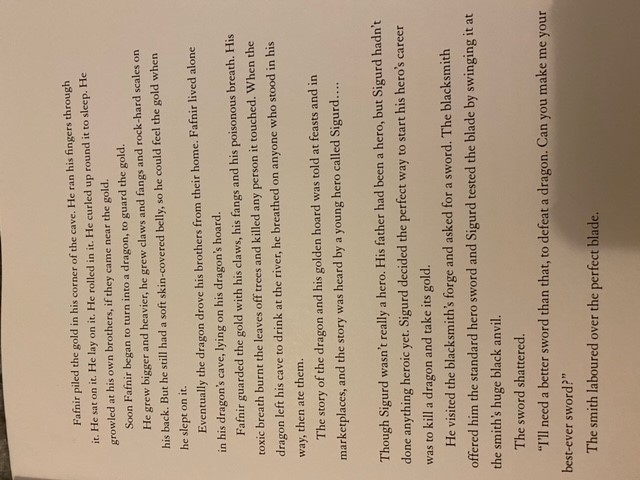 Fafnir piled the gold in his corner of the cave. He ran his fingers through
it. He sat on it. He lay on it. He rolled in it. He curled up round it to sleep. He
growled at his own brothers, if they came near the gold.
Soon Fafnir began to turn into a dragon, to guard the gold.
He grew bigger and heavier, he grew claws and fangs and rock-hard scales on
his back. But he still had a soft skin-covered belly, so he could feel the gold when
he slept on it.
Eventually the dragon drove his brothers from their home. Fafnir lived alone
in his dragon's cave, lying on his dragon's hoard.
Fafnir guarded the gold with his claws, his fangs and his poisonous breath. His
toxic breath burnt the leaves off trees and killed any person it touched. When the
dragon left his cave to drink at the river, he breathed on anyone who stood in his
way, then ate them.
The story of the dragon and his golden hoard was told at feasts and in
marketplaces, and the story was heard by a young hero called Sigurd....
Though Sigurd wasn't really a hero. His father had been a hero, but Sigurd hadn't
done anything heroic yet. Sigurd decided the perfect way to start his hero's career
was to kill a dragon and take its gold.
He visited the blacksmith's forge and asked for a sword. The blacksmith
offered him the standard hero sword and Sigurd tested the blade by swinging it at
the smith's huge black anvil.
The sword shattered.
"I'll need a better sword than that, to defeat a dragon. Can you make me your
best-ever sword?"
The smith laboured over the perfect blade.